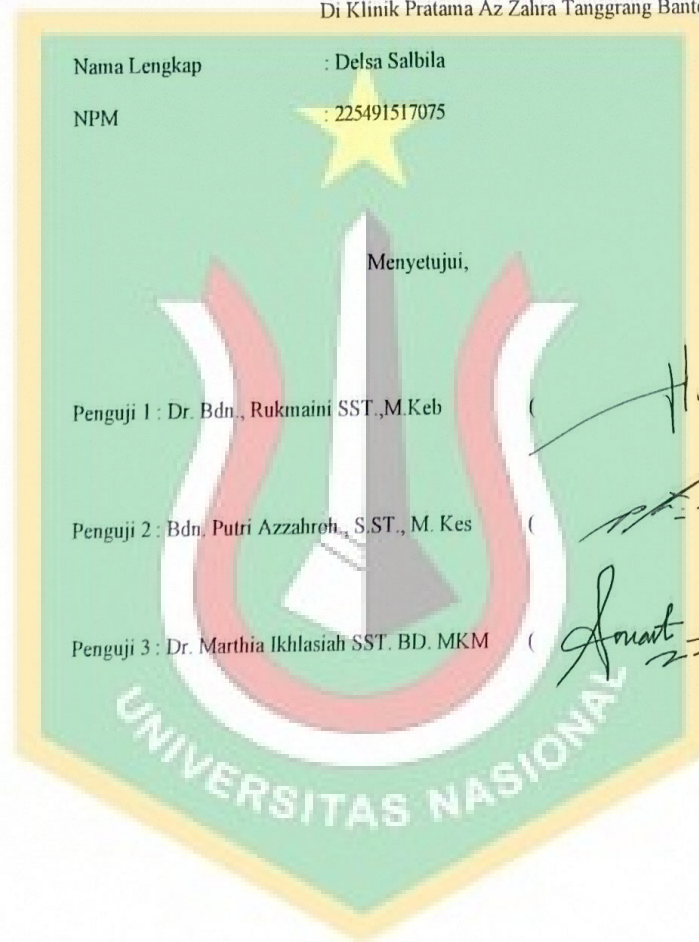 Di Klinik Pratama Az Zahra Tanggrang
Nama Lengkap : Delsa Salbila
NPM : 225491517075
Menyetujui,
Penguji 1 : Dr. Bdn., Rukmaini SST.,M.Keb (
Penguji 2 : Bdn. Putri Azzahroh., S.ST., M. Kes (
Penguji 3 : Dr. Marthia Ikhlasiah SST. BD. MKM (
UNIVERSITAS NASIONAL